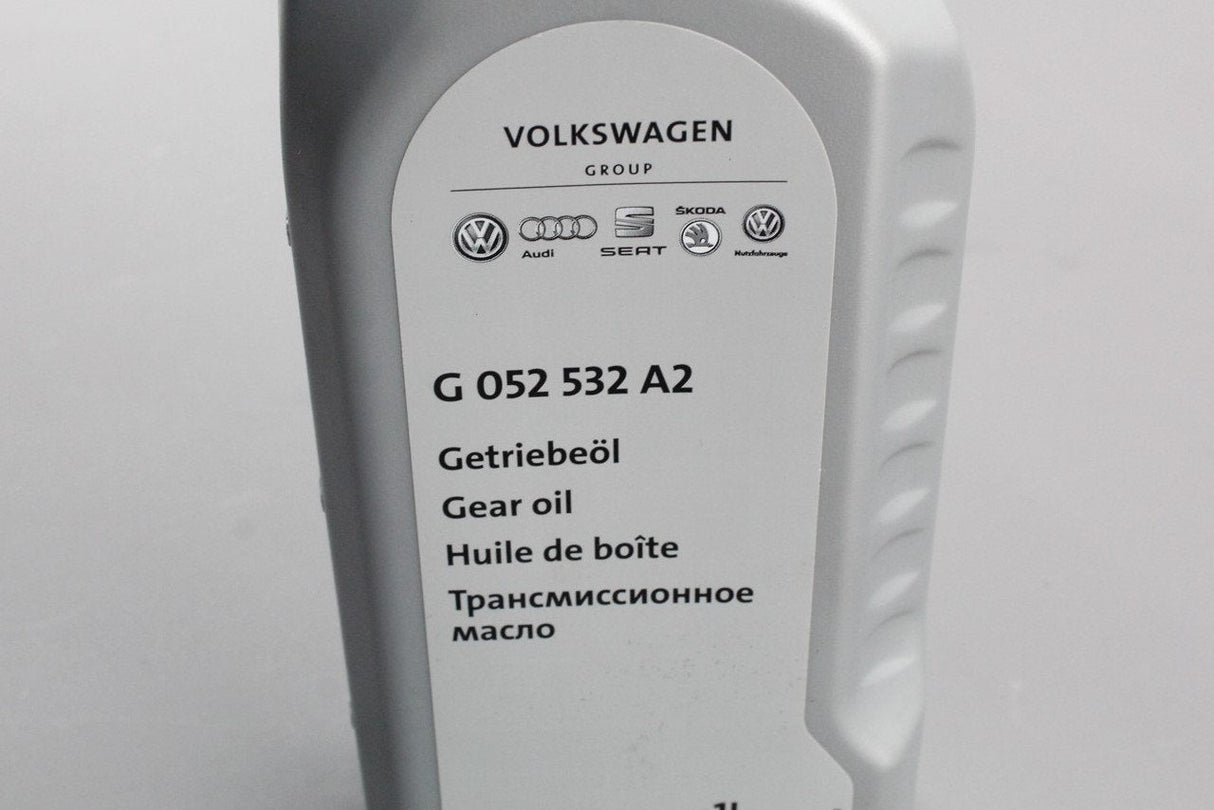 VOLKSWAGEN
GROUP
Audi SEAT ŠKODA Nutzfahrzeuge
G 052 532 A2
Getriebeöl
Gear oil
Huile de boîte
Трансмиссионное
масло